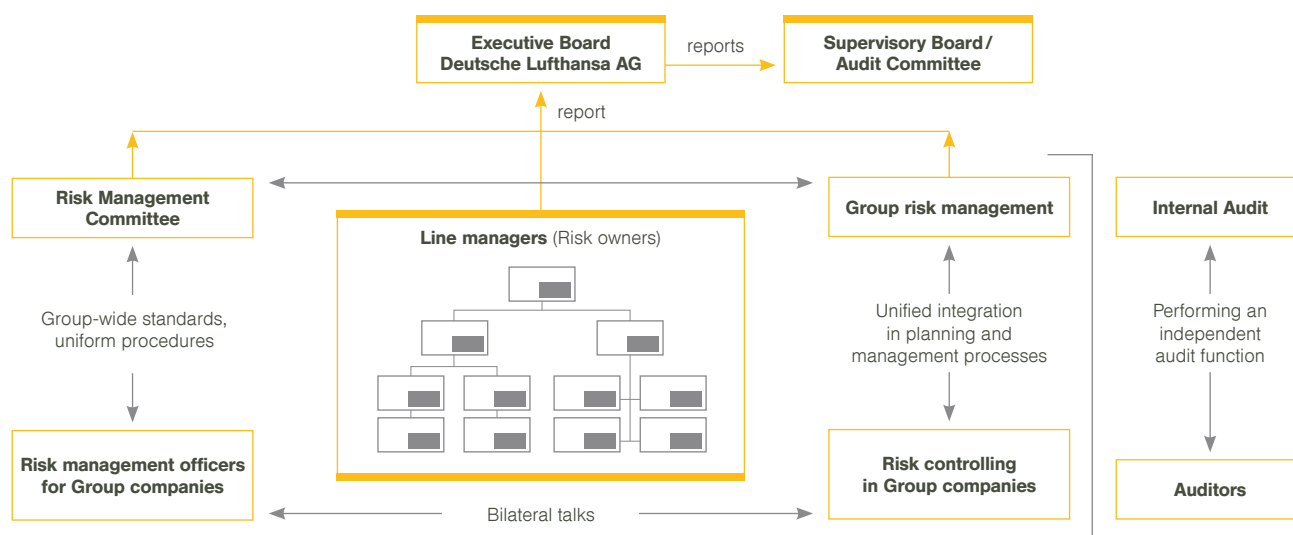 Executive Board
Deutsche Lufthansa AG
reports
Supervisory Board /
Audit Committee
report
Risk Management
Committee
Group risk management
Internal Audit
Line managers (Risk owners)
Group-wide standards,
uniform procedures
Unified integration
in planning and
management processes
Performing an
independent
audit function
Risk management officers
for Group companies
Risk controlling
in Group companies
Auditors
Bilateral talks